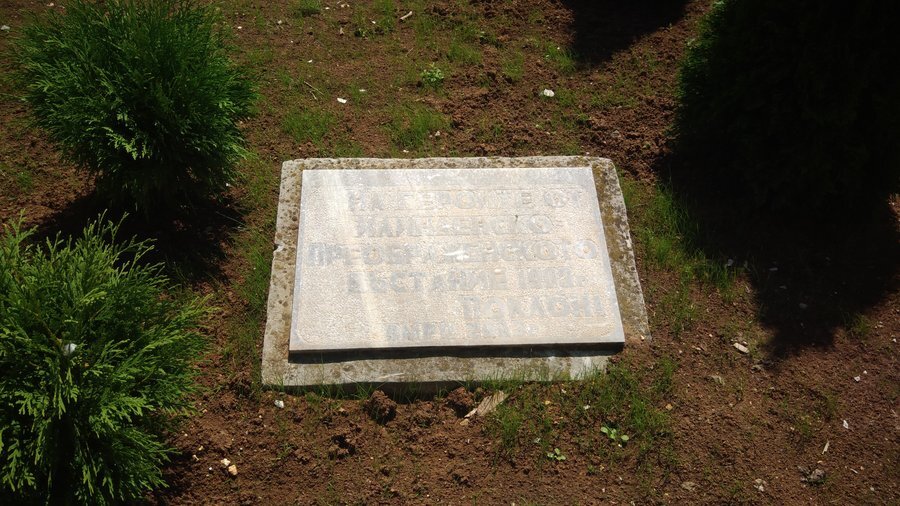 НА ГЕРОИТЕ ОТ
ИЛИНДЕНСКО-
ПРЕОБРАЖЕНСКОТО
ВЪСТАНИЕ 1903г.
ПОКЛОН!